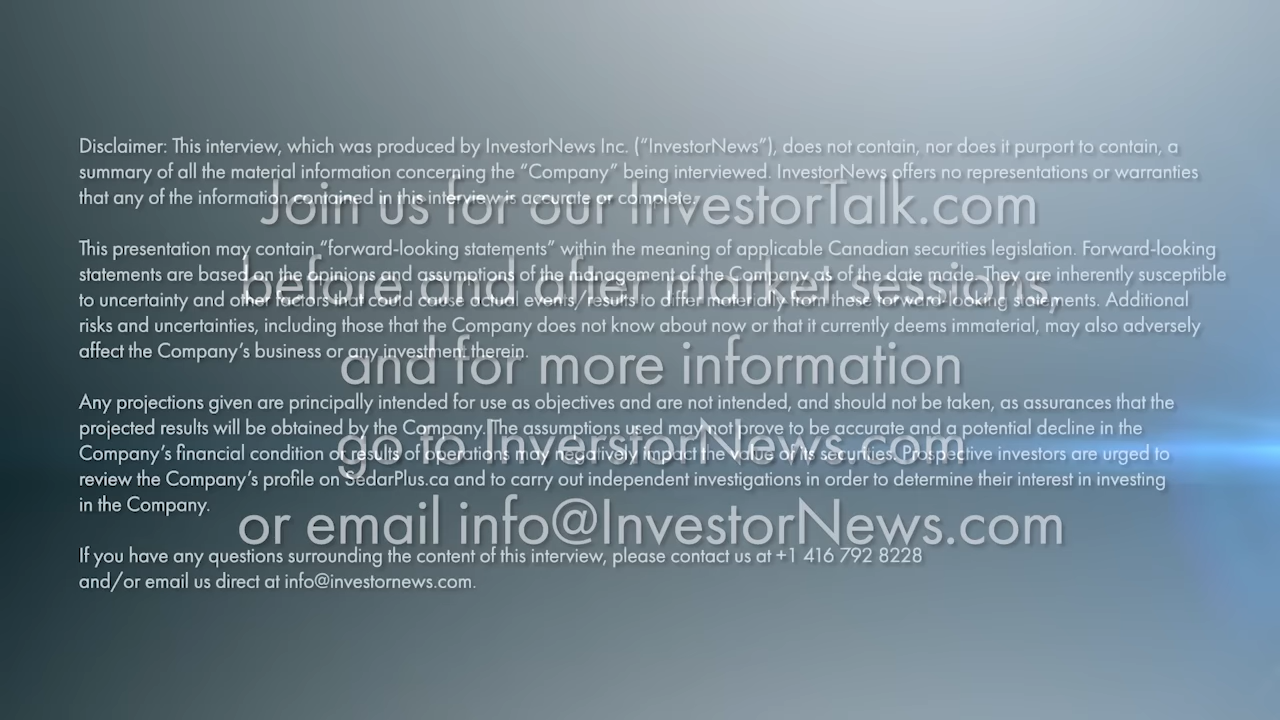 Disclaimer: This interview, which was produced by InvestorNews Inc. (“InvestorNews”), does not contain, nor does it purport to contain, a
summary of all the material information concerning the “Company” being interviewed. InvestorNews offers no representations or warranties
that any of the information contained in this interview is accurate or complete.
This presentation may contain “forward-looking statements” within the meaning of applicable Canadian securities legislation. Forward-looking
statements are based on the opinions and assumptions of the management of the Company as of the date made. They are inherently susceptible
to uncertainty and other factors that could cause actual events/results to differ materially from these forward-looking statements. Additional
risks and uncertainties, including those that the Company does not know about now or that it currently deems immaterial, may also adversely
affect the Company’s business or any investment therein.
Any projections given are principally intended for use as objectives and are not intended, and should not be taken, as assurances that the
projected results will be obtained by the Company. The assumptions used may not prove to be accurate and a potential decline in the
Company’s financial condition or results of operations may negatively impact the value of its securities. Prospective investors are urged to
review the Company’s profile on SedarPlus.ca and to carry out independent investigations in order to determine their interest in investing
in the Company.
If you have any questions surrounding the content of this interview, please contact us at +1 416 792 8228
and/or email us direct at info@investornews.com.
Join us for our InvestorTalk.com
before and after market sessions,
and for more information
go to InverstorNews.com
or email info@InvestorNews.com